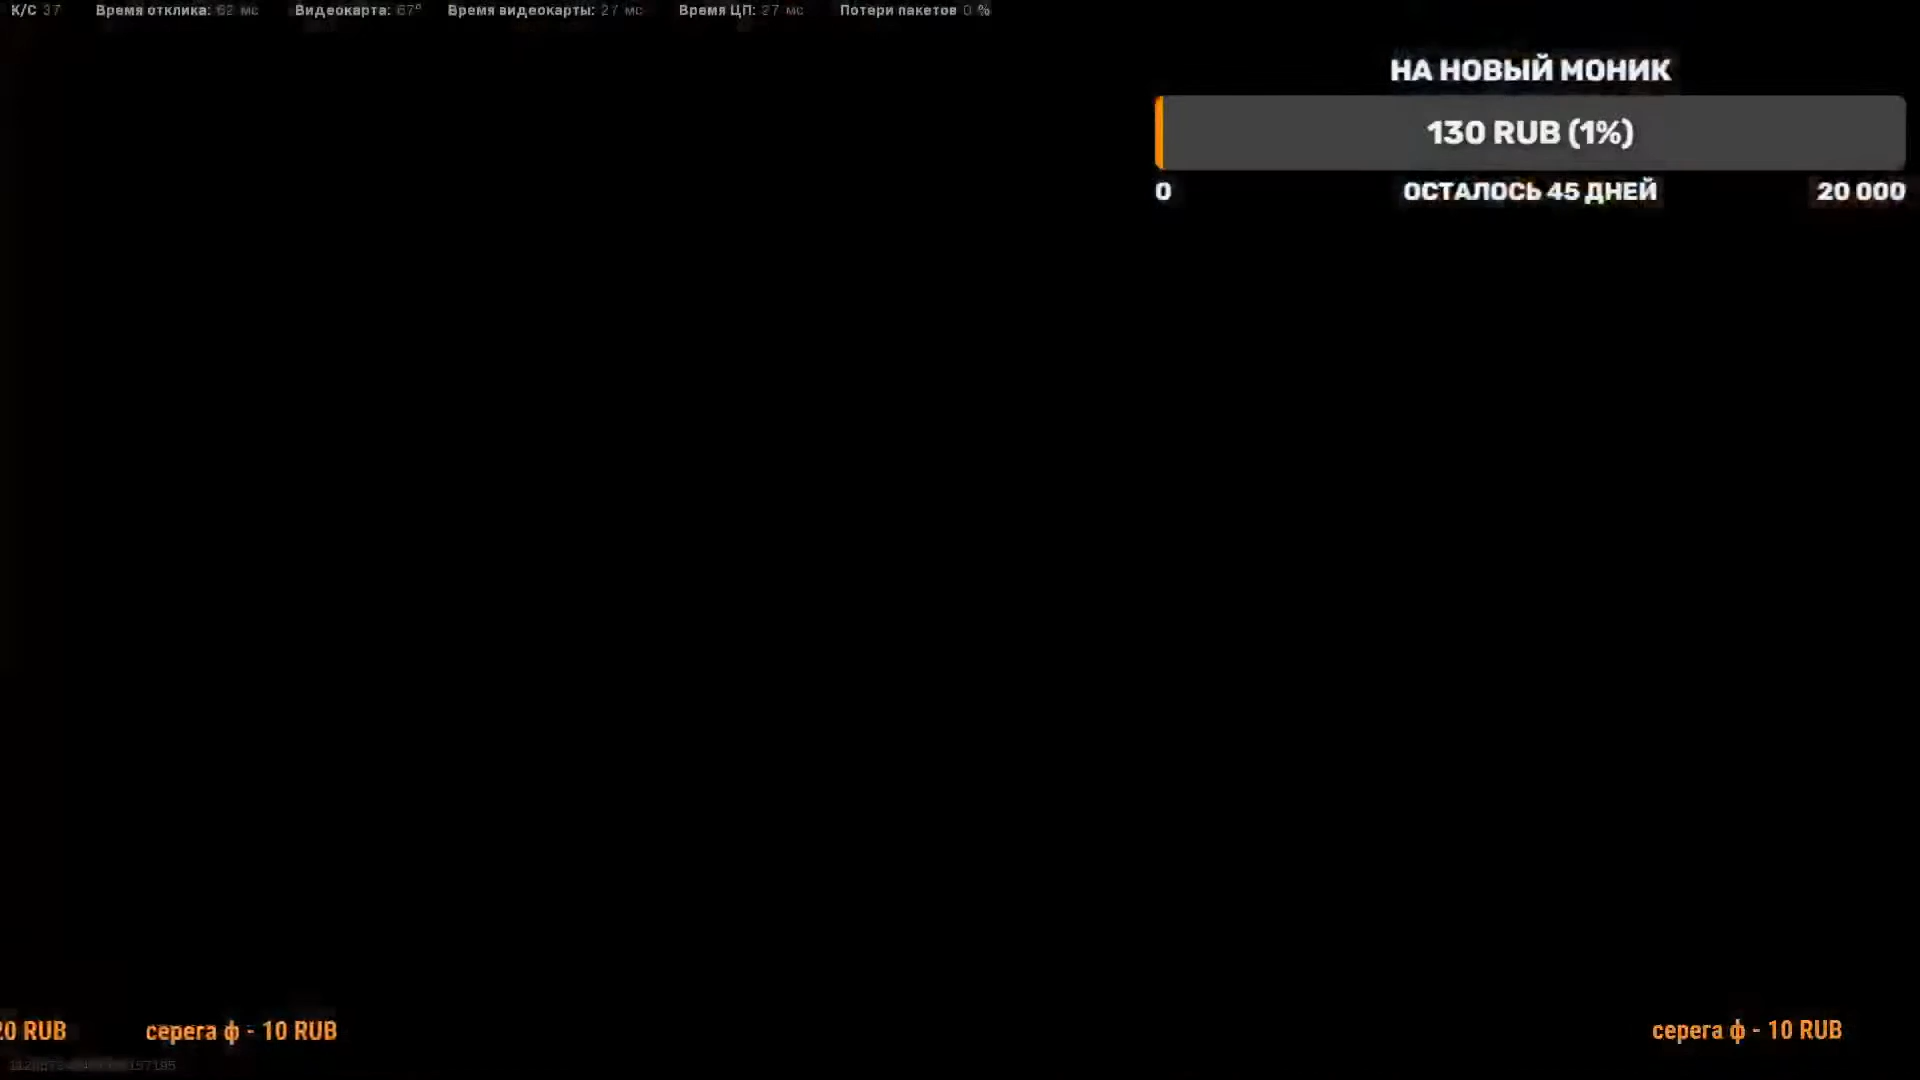 К/С 37 Время отклика: 62 мс Видеокарта: 67° Время видеокарты: 27 мс Время ЦП: 27 мс Потери пакетов 0 %
НА НОВЫЙ МОНИК
130 RUB (1%)
0 ОСТАЛОСЬ 45 ДНЕЙ 20 000
20 RUB серега ф - 10 RUB серега ф - 10 RUB